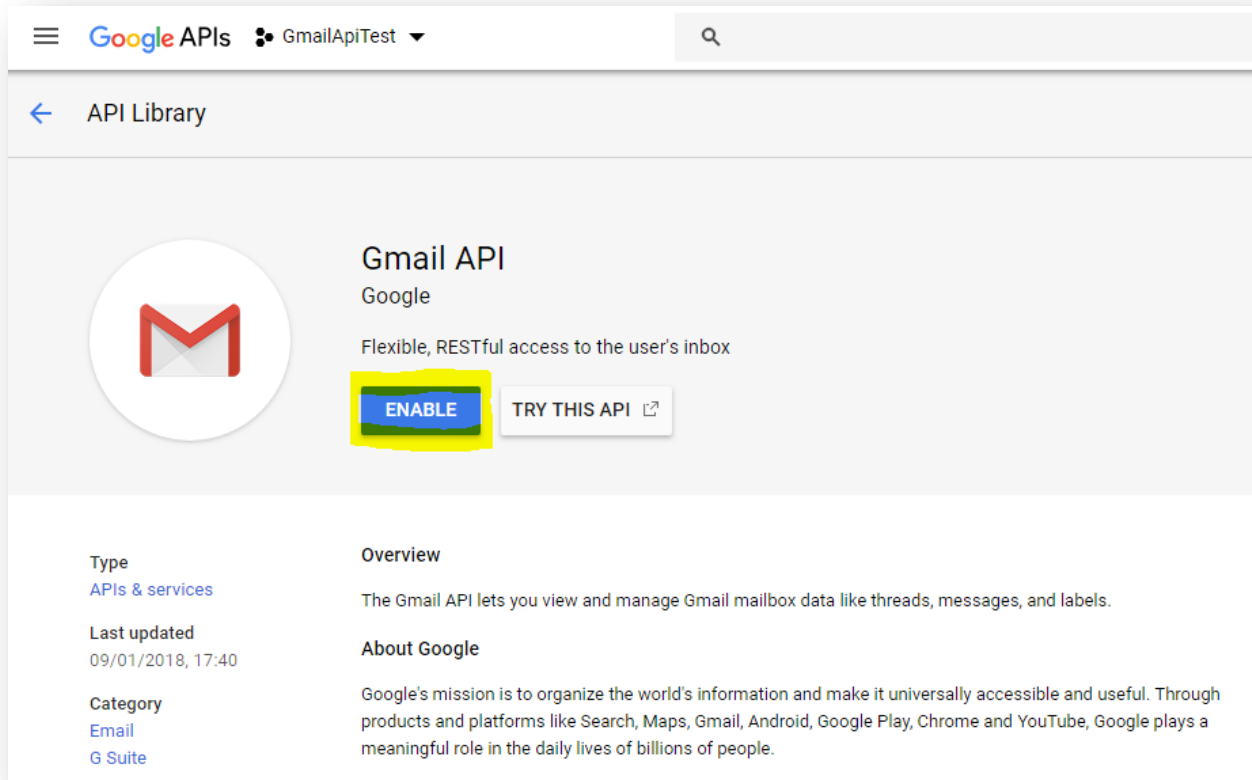 Google APIs GmailApiTest
API Library
Gmail API
Google
Flexible, RESTful access to the user's inbox
ENABLE TRY THIS API
Type
APIs & services
Last updated
09/01/2018, 17:40
Category
Email
G Suite
Overview
The Gmail API lets you view and manage Gmail mailbox data like threads, messages, and labels.
About Google
Google's mission is to organize the world's information and make it universally accessible and useful. Through
products and platforms like Search, Maps, Gmail, Android, Google Play, Chrome and YouTube, Google plays a
meaningful role in the daily lives of billions of people.